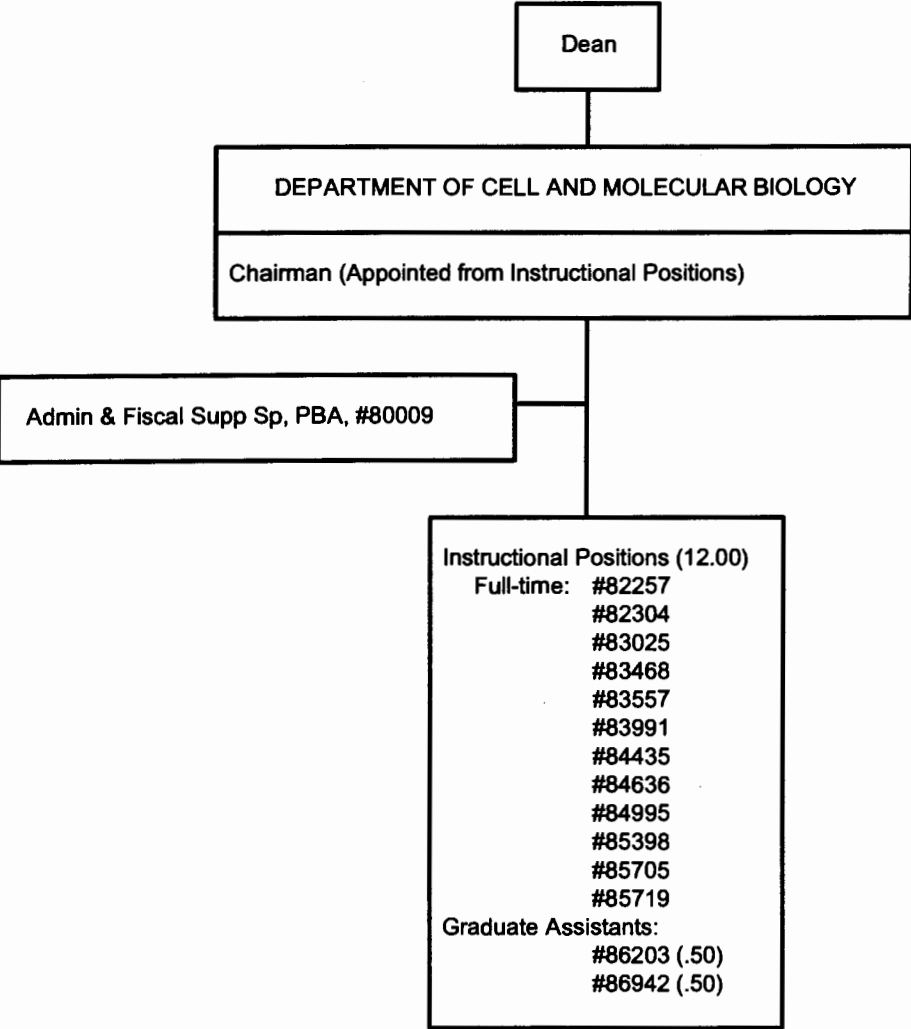 Dean
DEPARTMENT OF CELL AND MOLECULAR BIOLOGY
Chairman (Appointed from Instructional Positions)
Admin & Fiscal Supp Sp, PBA, #80009
Instructional Positions (12.00)
Full-time: #82257
#82304
#83025
#83468
#83557
#83991
#84435
#84636
#84995
#85398
#85705
#85719
Graduate Assistants:
#86203 (.50)
#86942 (.50)